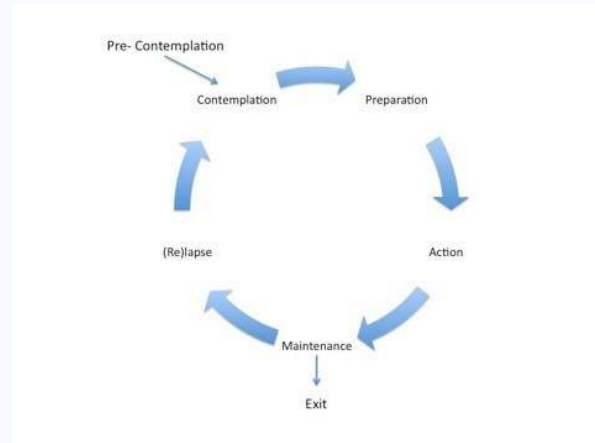 Pre- Contemplation
Contemplation
Preparation
(Re)lapse
Action
Maintenance
Exit